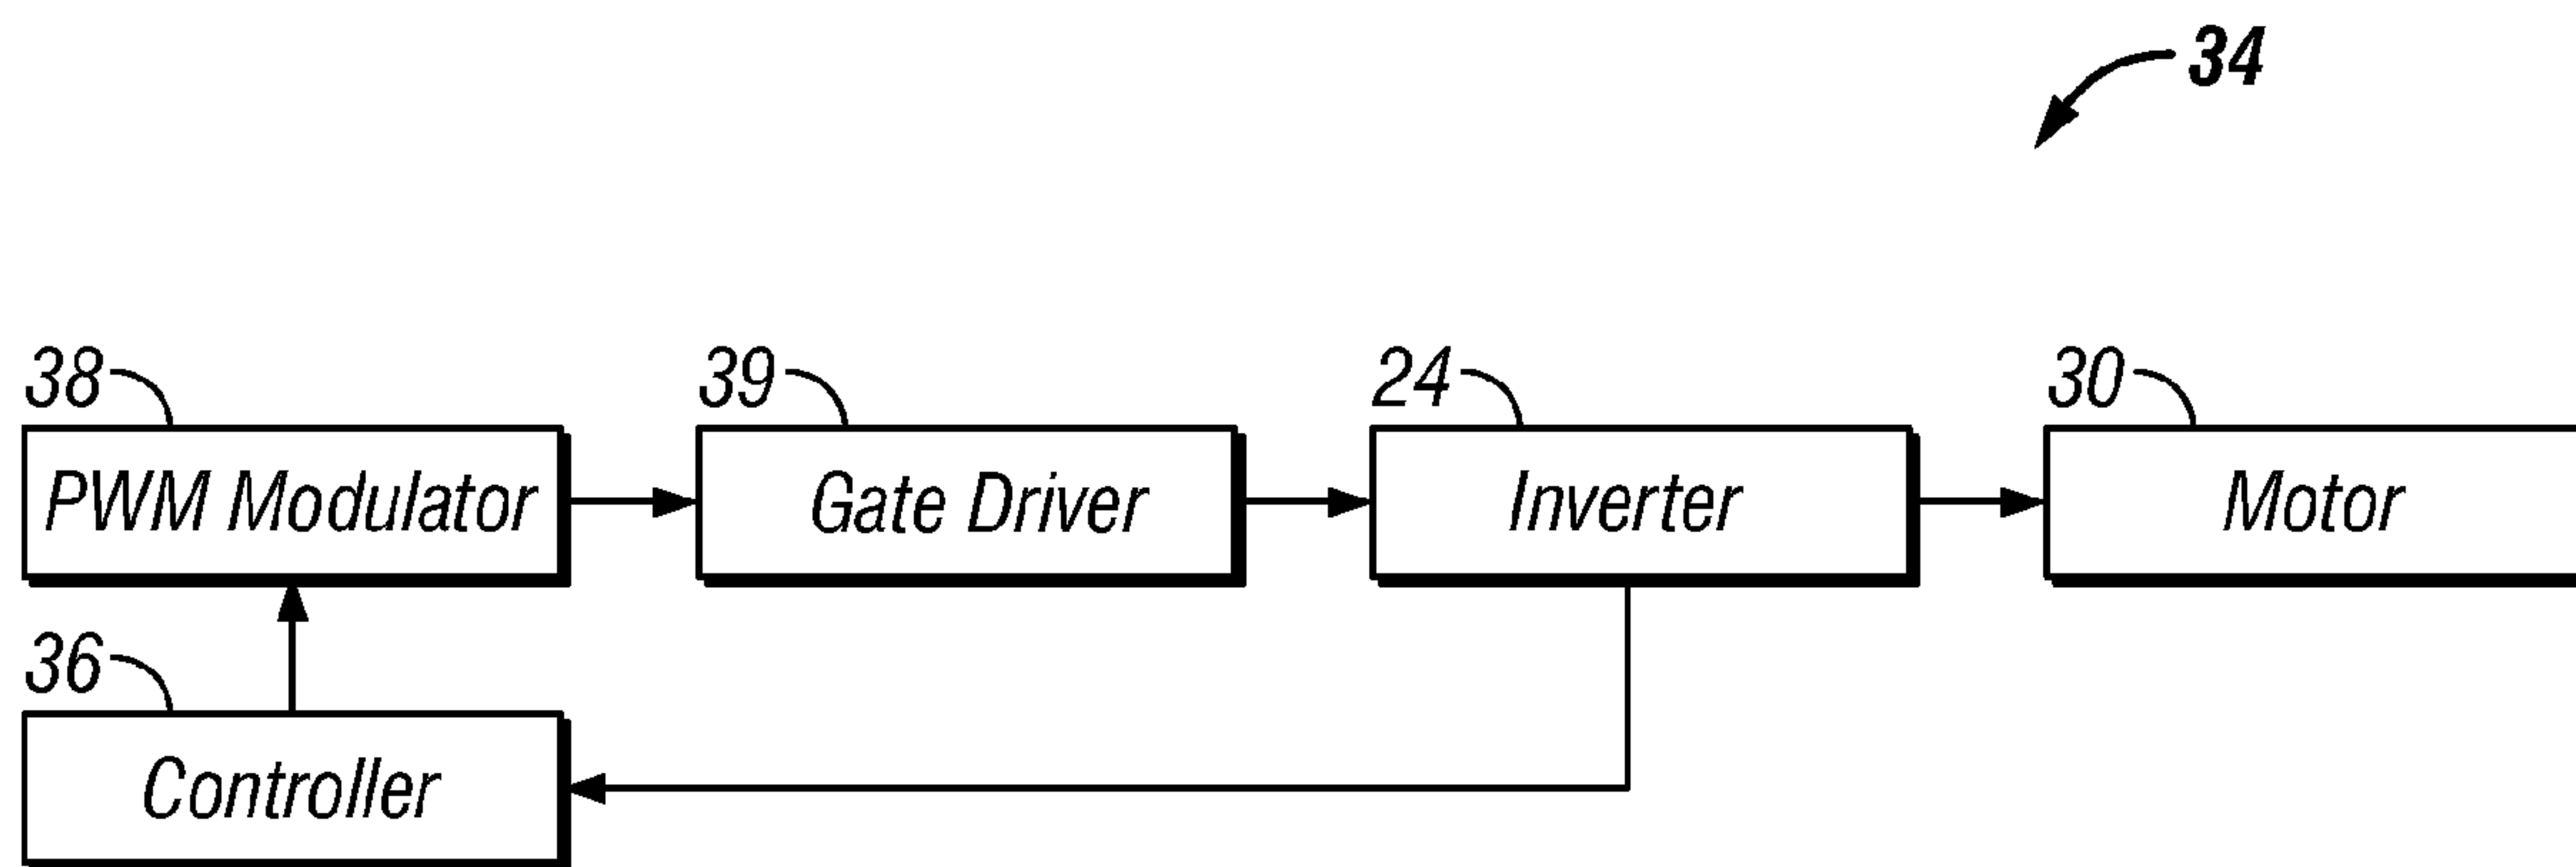 34
38
39
24
30
PWM Modulator
Gate Driver
Inverter
Motor
36
Controller